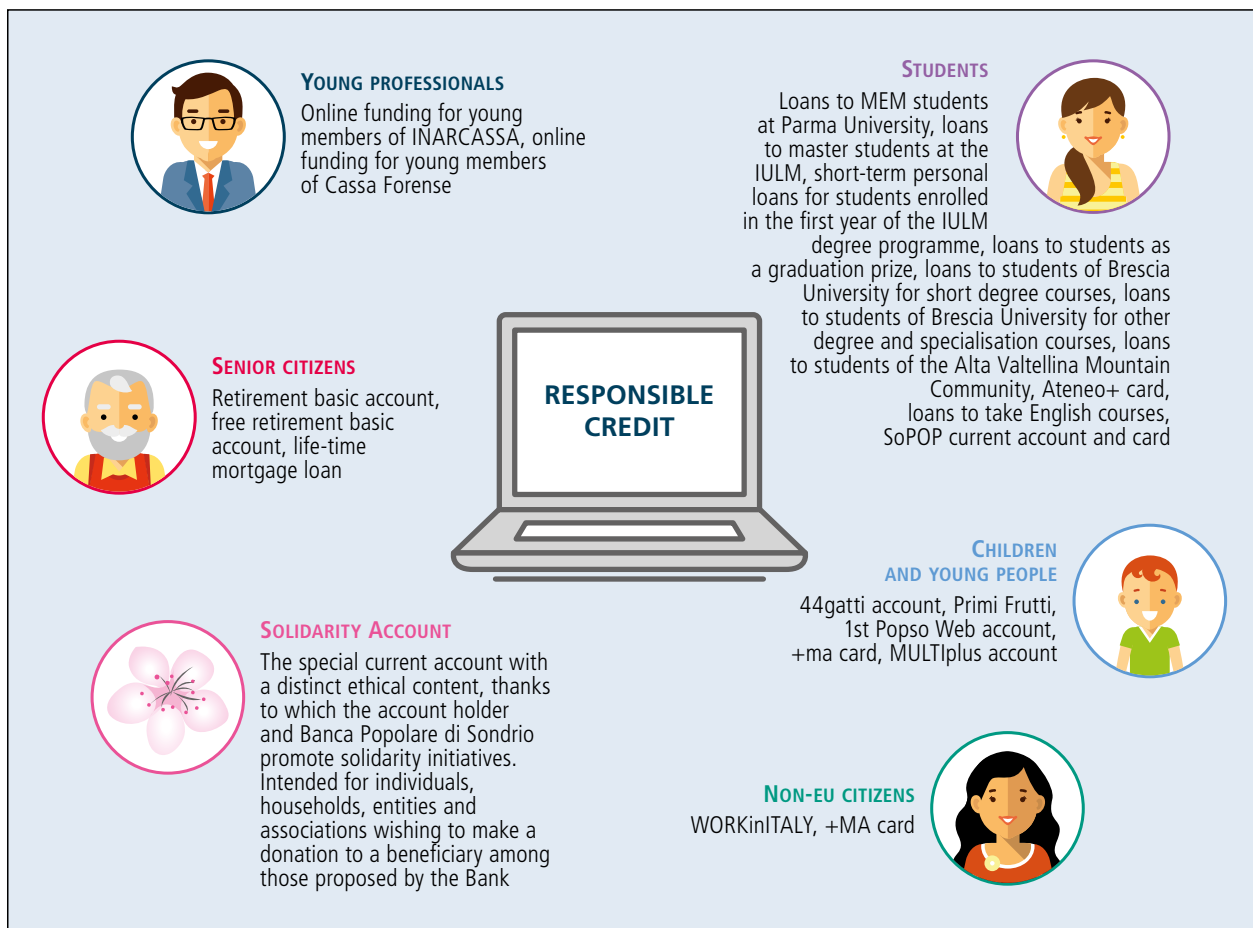 YOUNG PROFESSIONALS
Online funding for young
members of INARCASSA, online
funding for young members
of Cassa Forense
STUDENTS
Loans to MEM students
at Parma University, loans
to master students at the
IULM, short-term personal
loans for students enrolled
in the first year of the IULM
degree programme, loans to students as
a graduation prize, loans to students of Brescia
University for short degree courses, loans
to students of Brescia University for other
degree and specialisation courses, loans
to students of the Alta Valtellina Mountain
Community, Ateneo+ card,
loans to take English courses,
SoPOP current account and card
SENIOR CITIZENS
Retirement basic account,
free retirement basic
account, life-time
mortgage loan
RESPONSIBLE
CREDIT
CHILDREN
AND YOUNG PEOPLE
44gatti account, Primi Frutti,
1st Popso Web account,
+ma card, MULTIplus account
SOLIDARITY ACCOUNT
The special current account with
a distinct ethical content, thanks
to which the account holder
and Banca Popolare di Sondrio
promote solidarity initiatives.
Intended for individuals,
households, entities and
associations wishing to make a
donation to a beneficiary among
those proposed by the Bank
NON-EU CITIZENS
WORKinITALY, +MA card